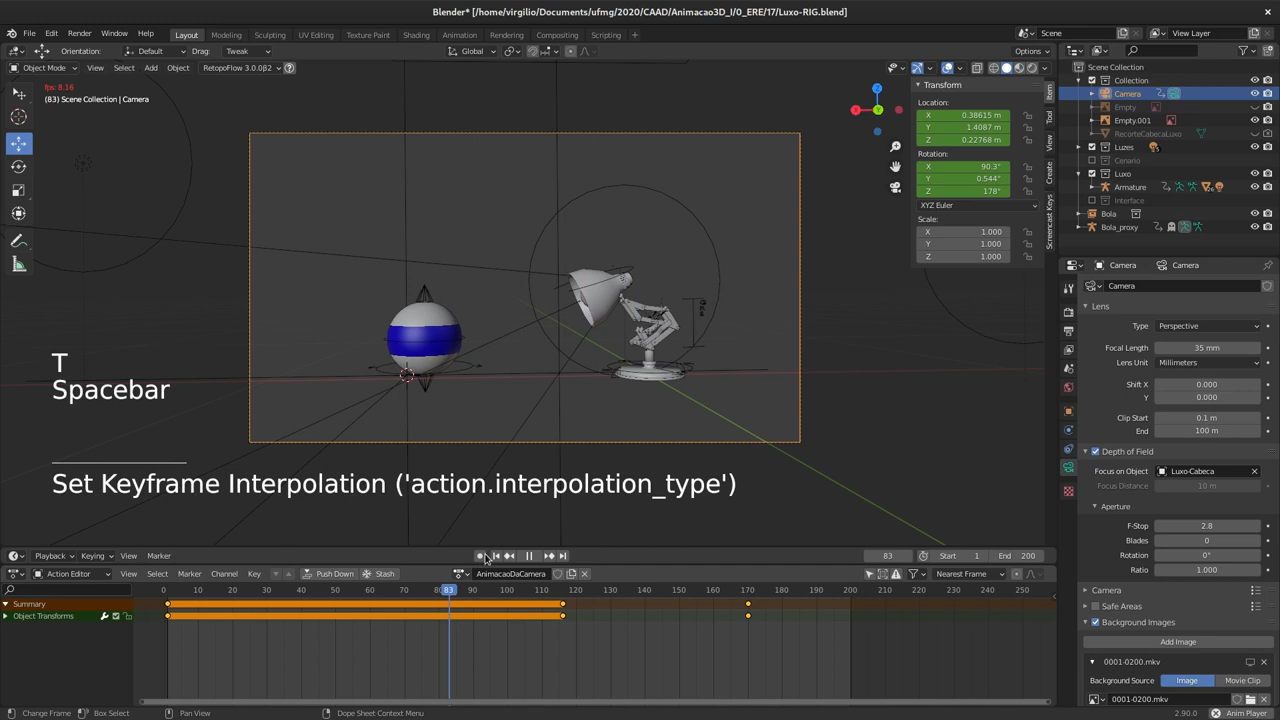 Blender* [/home/virgilio/Documents/ufmg/2020/CAAD/Animacao3D_I/0_ERE/17/Luxo-RIG.blend]
File Edit Render Window Help Layout Modeling Sculpting UV Editing Texture Paint Shading Animation Rendering Compositing Scripting + Scene View Layer
Orientation: Default Drag: Tweak Global Options
Object Mode View Select Add Object RetopoFlow 3.0.0β2
fps: 8.16
(83) Scene Collection | Camera
Z
X
Y
Transform
Location:
X 0.38615 m
Y 1.4087 m
Z 0.22768 m
Rotation:
X 90.3°
Y 0.544°
Z 178°
XYZ Euler
Scale:
X 1.000
Y 1.000
Z 1.000
Item
Tool
View
Create
Screencast Keys
Scene Collection
Collection
Camera
Empty
Empty.001
RecorteCabecaLuxo
Luzes
Cenario
Luxo
Armature
Interface
Bola
Bola_proxy
Camera Camera
Camera
Lens
Type Perspective
Focal Length 35 mm
Lens Unit Millimeters
Shift X 0.000
Y 0.000
Clip Start 0.1 m
End 100 m
Depth of Field
Focus on Object Luxo-Cabeca
Focus Distance 10 m
Aperture
F-Stop 2.8
Blades 0
Rotation 0°
Ratio 1.000
Camera
Safe Areas
Background Images
Add Image
0001-0200.mkv
Background Source Image Movie Clip
0001-0200.mkv
T
Spacebar
Set Keyframe Interpolation ('action.interpolation_type')
Playback Keying View Marker 83 Start 1 End 200
Action Editor View Select Marker Channel Key Push Down Stash AnimacaoDaCamera Nearest Frame
0 10 20 30 40 50 60 70 83 90 100 110 120 130 140 150 160 170 180 190 200 210 220 230 240 250
Summary
Object Transforms
Change Frame Box Select Pan View Dope Sheet Context Menu 2.90.0 Anim Player